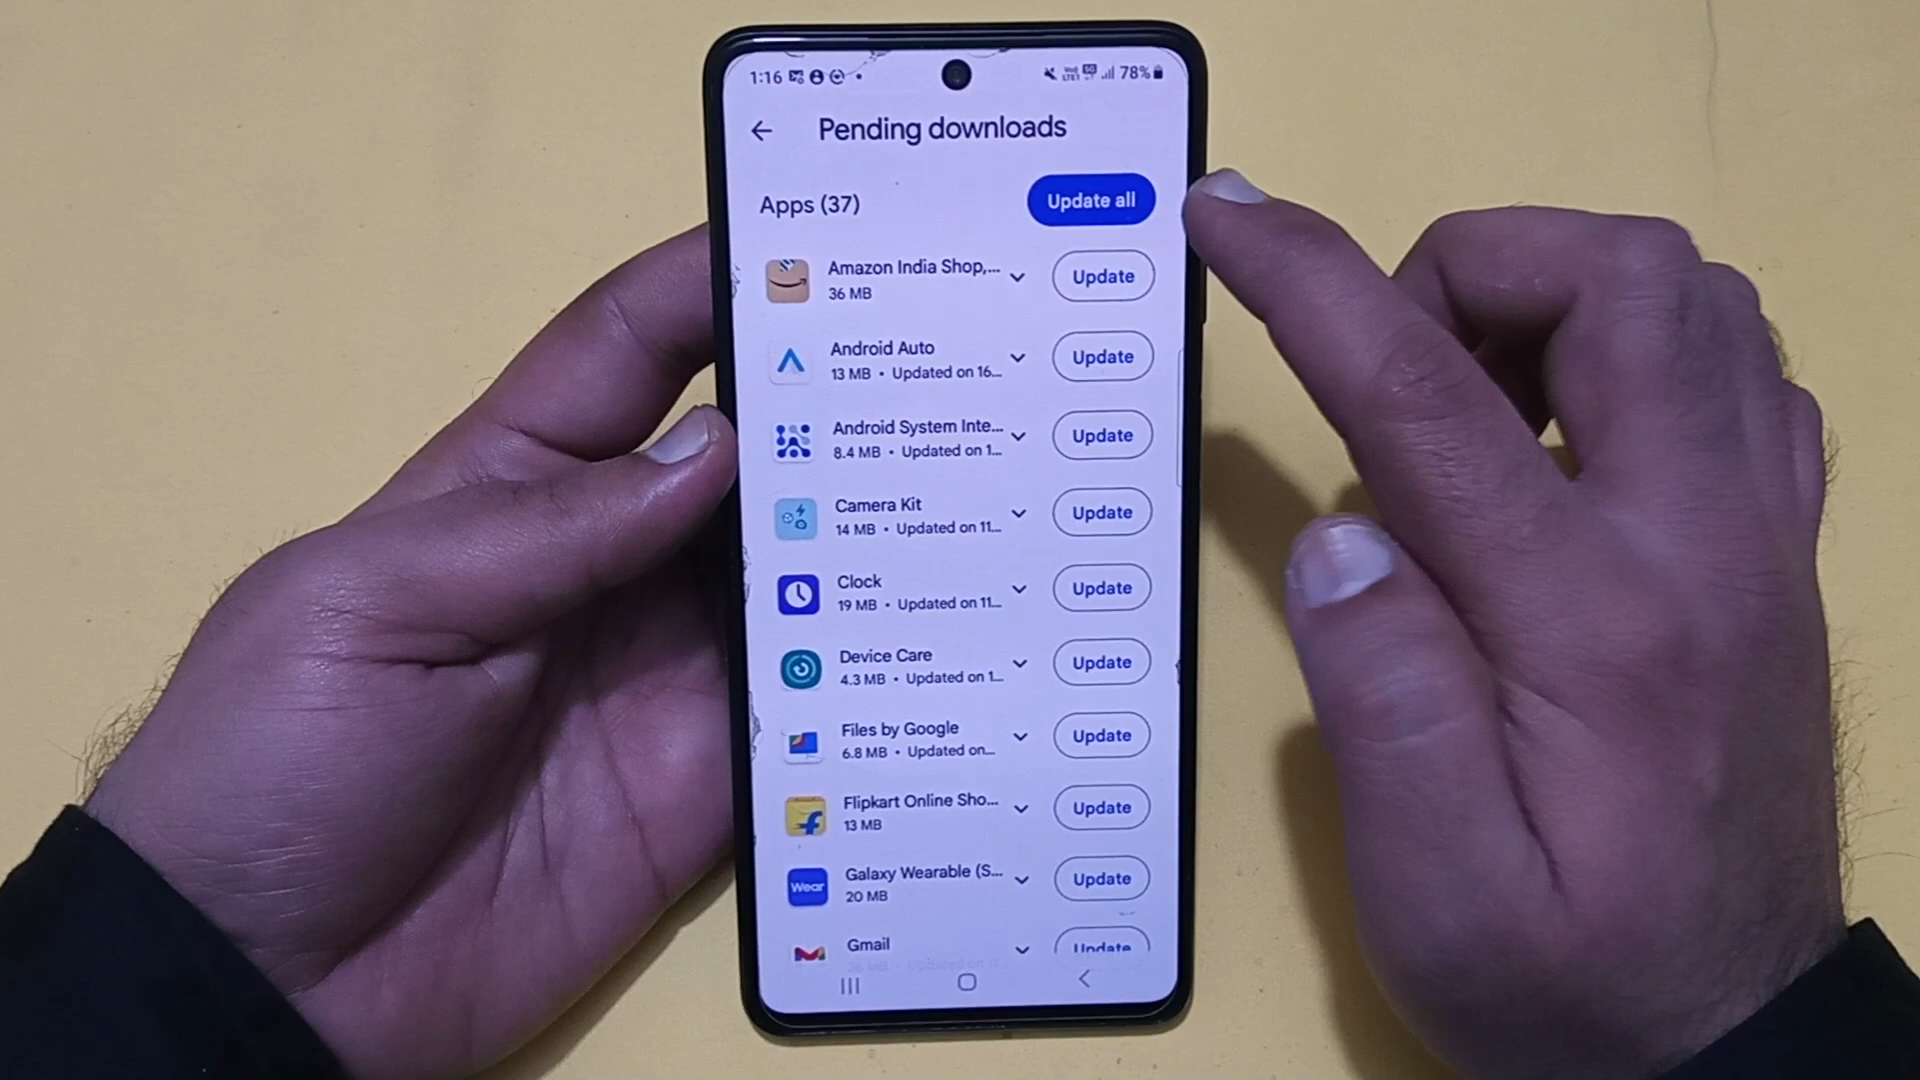 1:16 78%
Pending downloads
Apps (37) Update all
Amazon India Shop,... Update
36 MB
Android Auto Update
13 MB • Updated on 16...
Android System Inte... Update
8.4 MB • Updated on 1...
Camera Kit Update
14 MB • Updated on 11...
Clock Update
19 MB • Updated on 11...
Device Care Update
4.3 MB • Updated on 1...
Files by Google Update
6.8 MB • Updated on...
Flipkart Online Sho... Update
13 MB
Wear Galaxy Wearable (S... Update
20 MB
Gmail Update